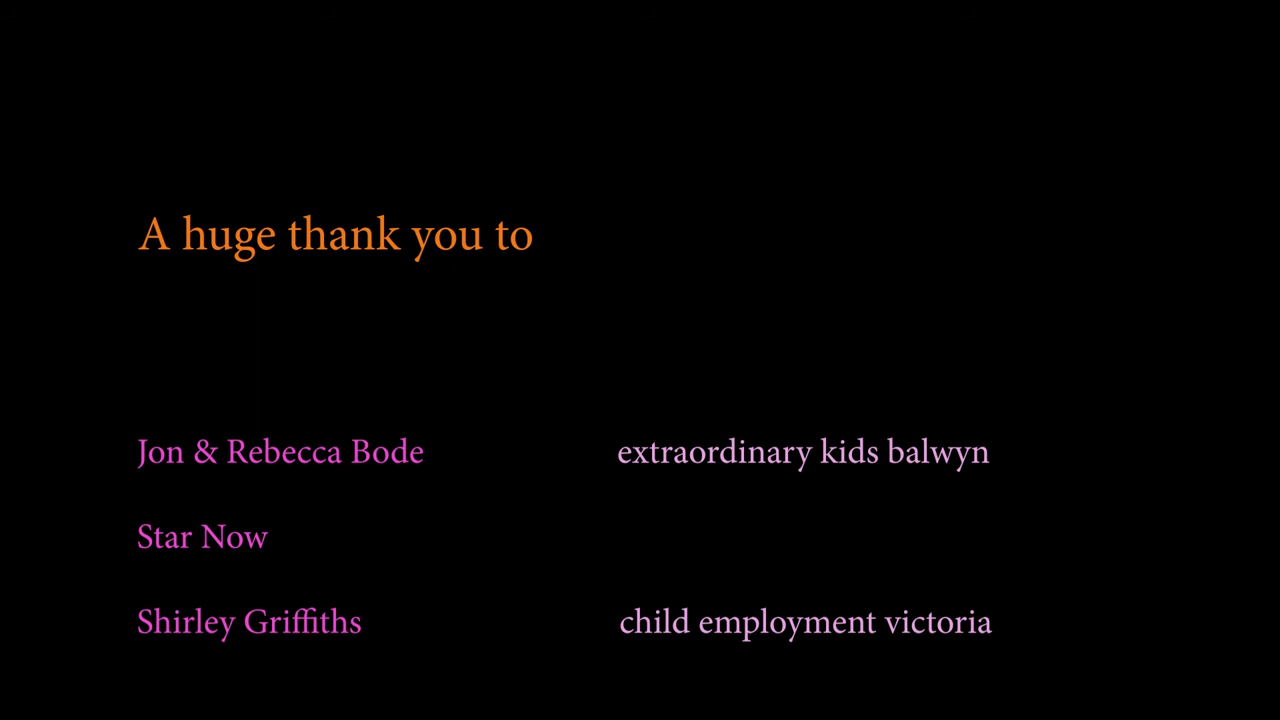 A huge thank you to
Jon & Rebecca Bode extraordinary kids balwyn
Star Now
Shirley Griffiths child employment victoria